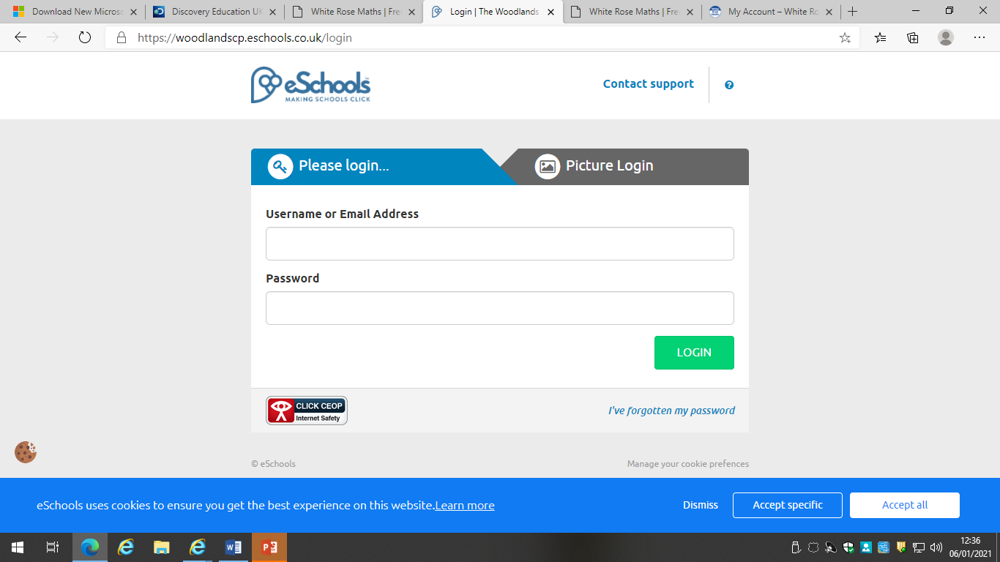 Download New Microso
Discovery Education UK
White Rose Maths | Fre
Login | The Woodlands
White Rose Maths | Fre
My Account – White Ro
https://woodlandscp.eschools.co.uk/login
eSchools
MAKING SCHOOLS CLICK
Contact support
Please login...
Picture Login
Username or Email Address
Password
LOGIN
CLICK CEOP
Internet Safety
I've forgotten my password
© eSchools
Manage your cookie prefences
eSchools uses cookies to ensure you get the best experience on this website.Learn more
Dismiss
Accept specific
Accept all
12:36
06/01/2021